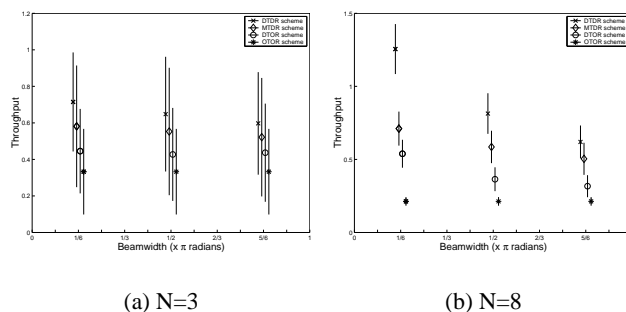 1.2
1
0.8
0.6
0.4
0.2
0
Throughput
0
1/6
1/3
1/2
2/3
5/6
1
Beamwidth (x π radians)
DTDR scheme
MTDR scheme
DTOR scheme
OTOR scheme
(a) N=3
1.5
1
0.5
0
Throughput
0
1/6
1/3
1/2
2/3
5/6
Beamwidth (x π radians)
DTDR scheme
MTDR scheme
DTOR scheme
OTOR scheme
(b) N=8